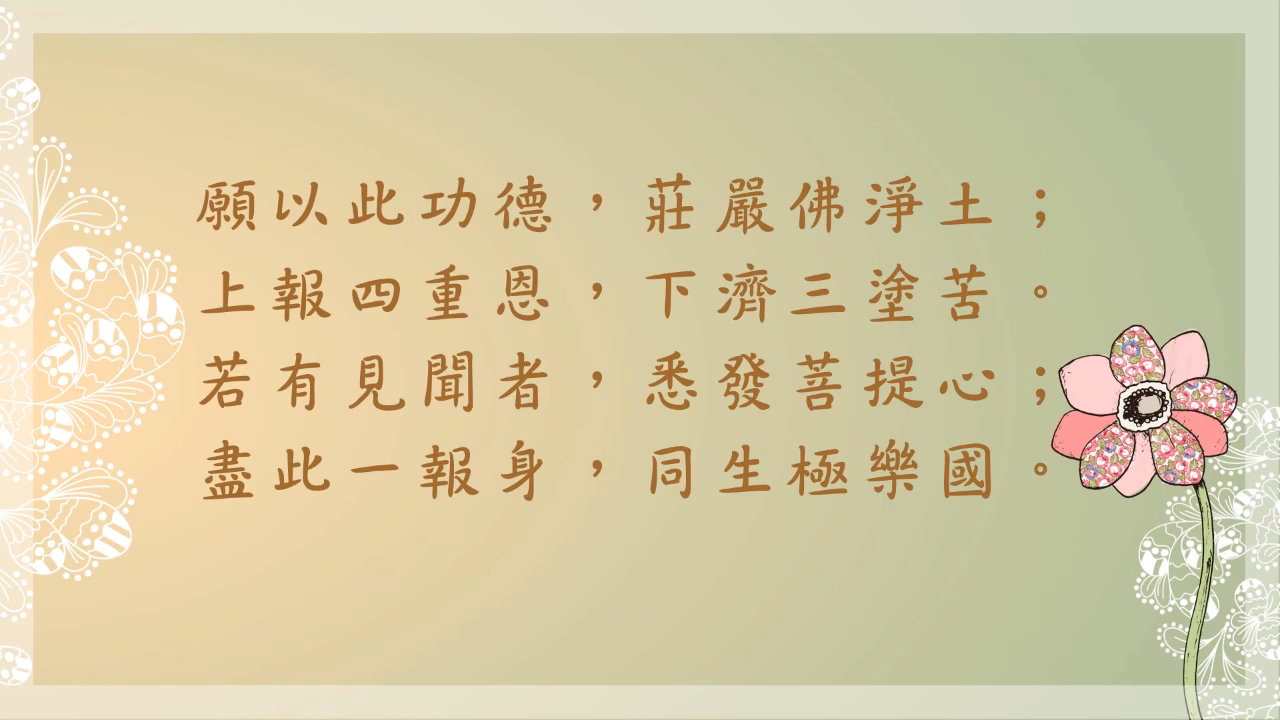 願以此功德，莊嚴佛淨土；
上報四重恩，下濟三塗苦。
若有見聞者，悉發菩提心；
盡此一報身，同生極樂國。